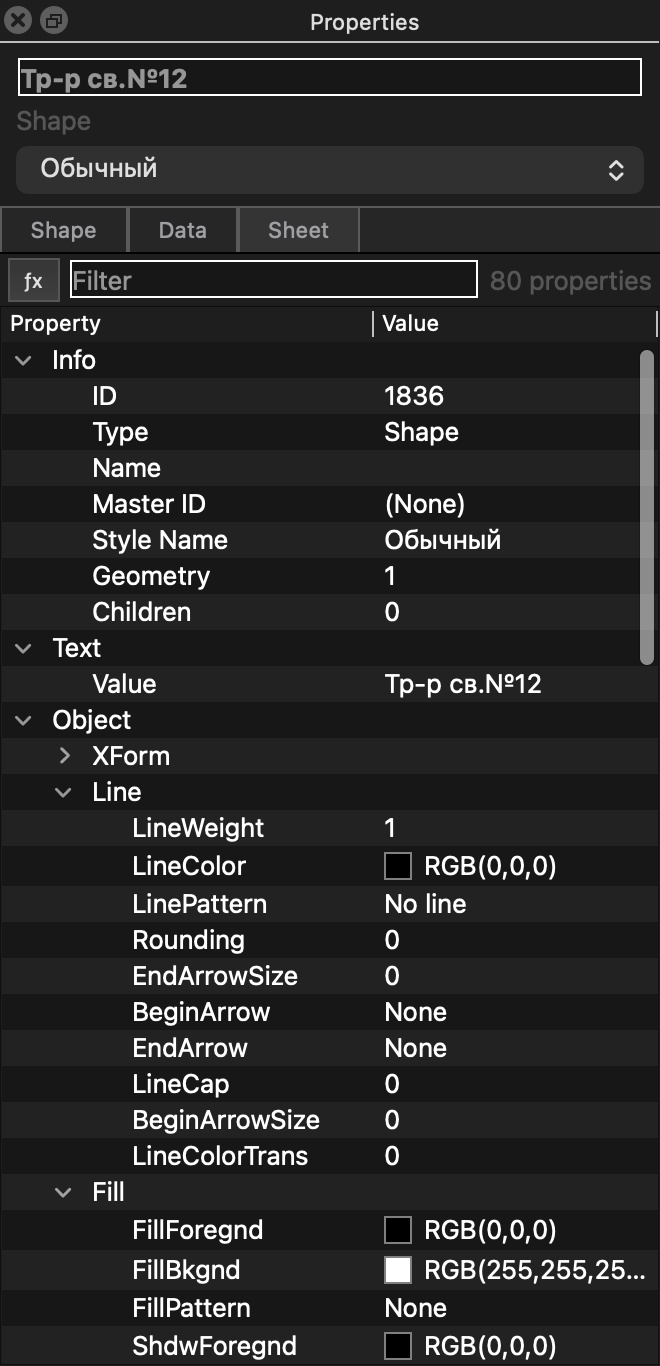 Properties
Тр-р св.№12
Shape
Обычный
Shape Data Sheet
ƒx Filter 80 properties
Property Value
Info
ID 1836
Type Shape
Name
Master ID (None)
Style Name Обычный
Geometry 1
Children 0
Text
Value Тр-р св.№12
Object
XForm
Line
LineWeight 1
LineColor RGB(0,0,0)
LinePattern No line
Rounding 0
EndArrowSize 0
BeginArrow None
EndArrow None
LineCap 0
BeginArrowSize 0
LineColorTrans 0
Fill
FillForegnd RGB(0,0,0)
FillBkgnd RGB(255,255,25...
FillPattern None
ShdwForegnd RGB(0,0,0)